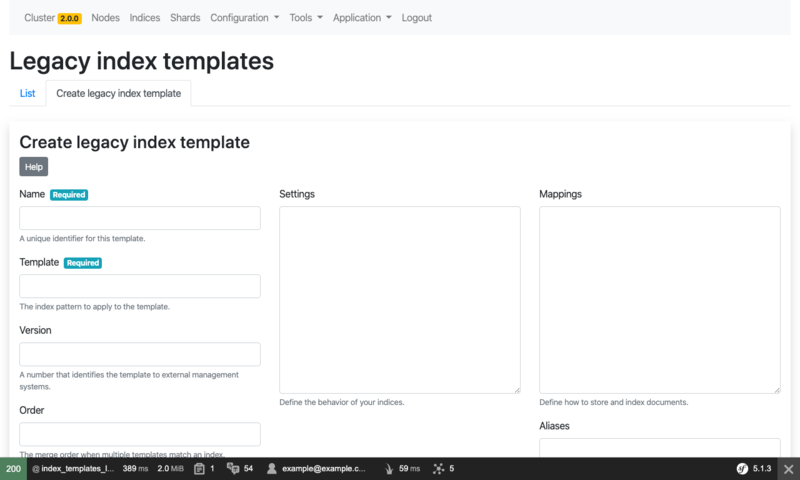 Cluster 2.0.0 Nodes Indices Shards Configuration Tools Application Logout
Legacy index templates
List Create legacy index template
Create legacy index template
Help
Name Required
A unique identifier for this template.
Template Required
The index pattern to apply to the template.
Version
A number that identifies the template to external management
systems.
Order
The merge order when multiple templates match an index.
Settings
Define the behavior of your indices.
Mappings
Define how to store and index documents.
Aliases
200 @ index_templates_l... 389 ms 2.0 MiB 1 54 example@example.c... 59 ms 5 sf 5.1.3